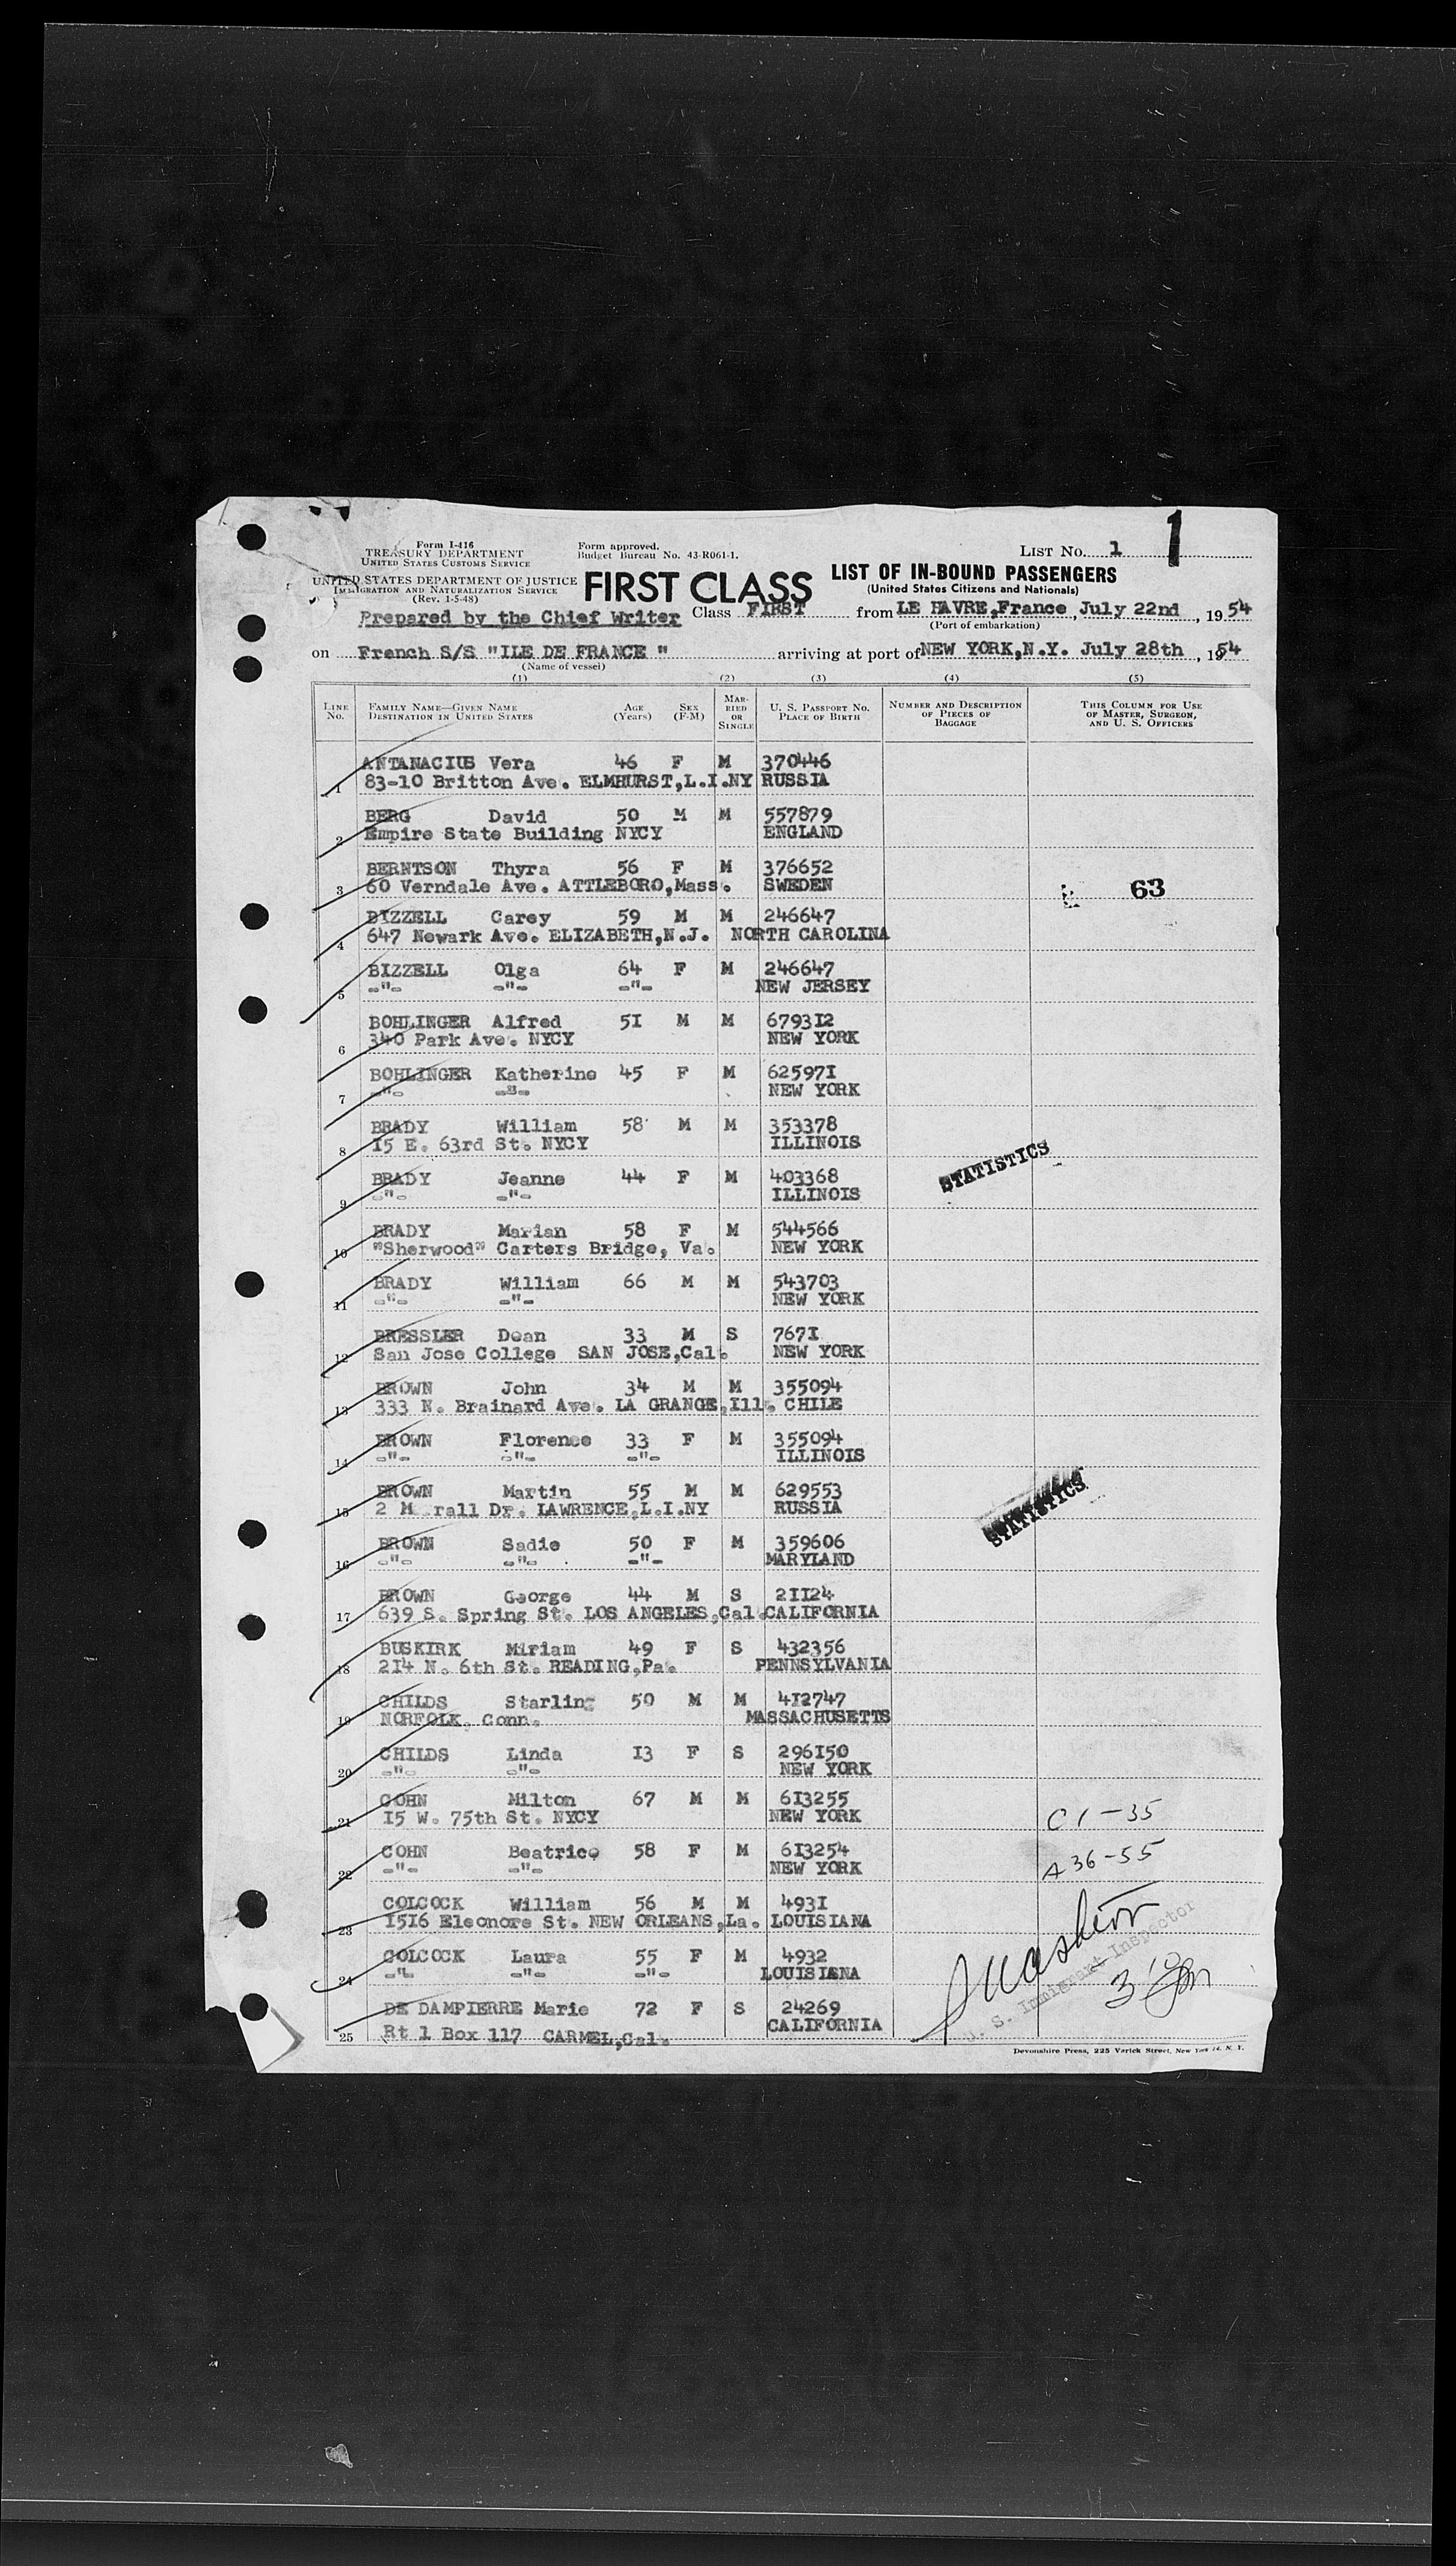 Form I-416
TREASURY DEPARTMENT
UNITED STATES CUSTOMS SERVICE
Form approved.
Budget Bureau No. 43-R061-1.
LIST NO. 1
1
UNITED STATES DEPARTMENT OF JUSTICE
IMMIGRATION AND NATURALIZATION SERVICE
(Rev. 1-5-48)
FIRST CLASS
LIST OF IN-BOUND PASSENGERS
(United States Citizens and Nationals)
Prepared by the Chief Writer Class FIRST from LE HAVRE,France, July 22nd, 1954
(Port of embarkation)
on French S/S "ILE DE FRANCE " arriving at port of NEW YORK,N.Y. July 28th, 1954
(Name of vessel)
(1) (2) (3) (4) (5)
LINE NO. FAMILY NAME—GIVEN NAME DESTINATION IN UNITED STATES AGE (Years) SEX (F-M) MARRIED OR SINGLE U. S. PASSPORT NO. PLACE OF BIRTH NUMBER AND DESCRIPTION OF PIECES OF BAGGAGE THIS COLUMN FOR USE OF MASTER, SURGEON, AND U. S. OFFICERS
ANTANACIUS Vera 46 F M 370446
1 83-10 Britton Ave. ELMHURST,L.I.NY RUSSIA
BERG David 50 M M 557879
2 Empire State Building NYCY ENGLAND
BERNTSON Thyra 56 F M 376652
3 60 Verndale Ave. ATTLEBORO,Mass. SWEDEN 63
BIZZELL Carey 59 M M 246647
4 647 Newark Ave. ELIZABETH,N.J. NORTH CAROLINA
BIZZELL Olga 64 F M 246647
5 -"- -"- -"- NEW JERSEY
BOHLINGER Alfred 51 M M 679312
6 340 Park Ave. NYCY NEW YORK
BOHLINGER Katherine 45 F M 625971
7 -"- -"- NEW YORK
BRADY William 58 M M 353378
8 15 E. 63rd St. NYCY ILLINOIS
STATISTICS
BRADY Jeanne 44 F M 403368
9 -"- -"- ILLINOIS
BRADY Marian 58 F M 544566
10 "Sherwood" Carters Bridge, Va. NEW YORK
BRADY William 66 M M 543703
11 -"- -"- NEW YORK
BRESSLER Dean 33 M S 7671
12 San Jose College SAN JOSE,Cal. NEW YORK
BROWN John 34 M M 355094
13 333 N. Brainard Ave. LA GRANGE,Ill. CHILE
BROWN Florence 33 F M 355094
14 -"- -"- -"- ILLINOIS
BROWN Martin 55 M M 629553
15 2 Dr. LAWRENCE,L.I.NY RUSSIA
STATISTICS
BROWN Sadie 50 F M 359606
16 -"- -"- -"- MARYLAND
BROWN George 44 M S 21124
17 639 S. Spring St. LOS ANGELES,Cal. CALIFORNIA
BUSKIRK Miriam 49 F S 432356
18 214 N. 6th St. READING,Pa. PENNSYLVANIA
CHILDS Starling 50 M M 412747
19 NORFOLK, Conn. MASSACHUSETTS
CHILDS Linda 13 F S 296150
20 -"- -"- NEW YORK
COHN Milton 67 M M 613255
21 15 W. 75th St. NYCY NEW YORK C1-35
COHN Beatrice 58 F M 613254
22 -"- -"- NEW YORK A36-55
COLCOCK William 56 M M 4931
23 1516 Eleonore St. NEW ORLEANS,La. LOUISIANA
COLCOCK Laura 55 F M 4932
24 -"- -"- -"- LOUISIANA
U. S. Immigrant Inspector
DE DAMPIERRE Marie 72 F S 24269
25 Rt 1 Box 117 CARMEL,Cal. CALIFORNIA
Devonshire Press, 225 Varick Street, New York 14, N. Y.